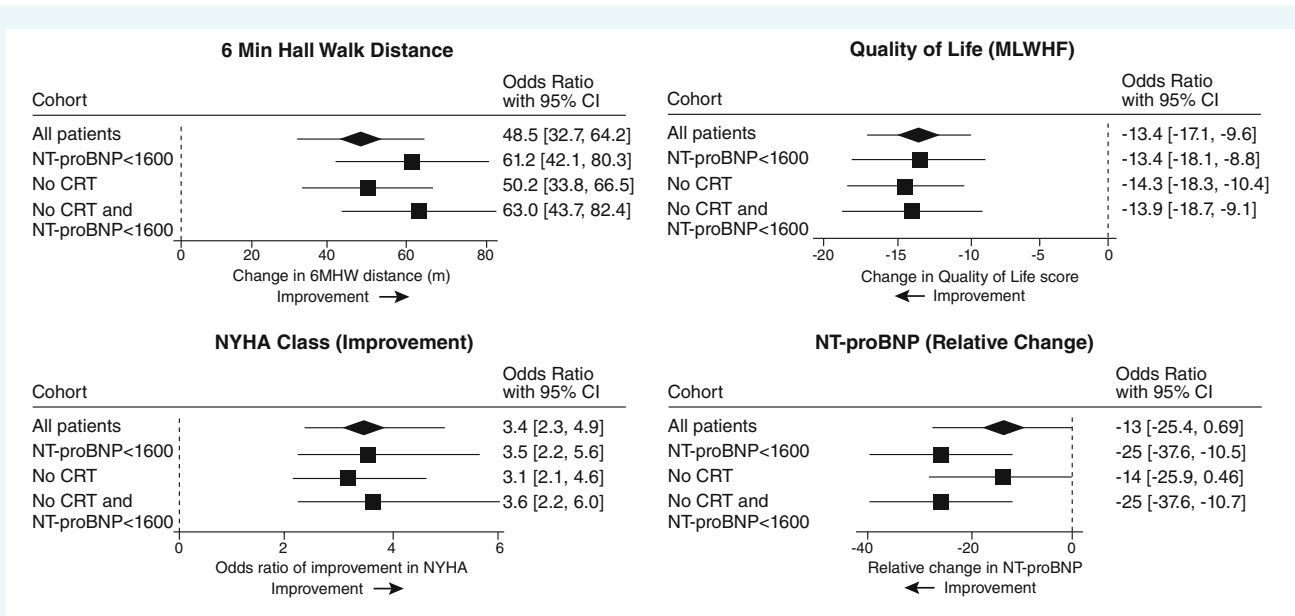 6 Min Hall Walk Distance
Cohort
Odds Ratio
with 95% CI
All patients 48.5 [32.7, 64.2]
NT-proBNP<1600 61.2 [42.1, 80.3]
No CRT 50.2 [33.8, 66.5]
No CRT and
NT-proBNP<1600 63.0 [43.7, 82.4]
0 20 40 60 80
Change in 6MHW distance (m)
Improvement →
Quality of Life (MLWHF)
Cohort
Odds Ratio
with 95% CI
All patients -13.4 [-17.1, -9.6]
NT-proBNP<1600 -13.4 [-18.1, -8.8]
No CRT -14.3 [-18.3, -10.4]
No CRT and
NT-proBNP<1600 -13.9 [-18.7, -9.1]
-20 -15 -10 -5 0
Change in Quality of Life score
← Improvement
NYHA Class (Improvement)
Cohort
Odds Ratio
with 95% CI
All patients 3.4 [2.3, 4.9]
NT-proBNP<1600 3.5 [2.2, 5.6]
No CRT 3.1 [2.1, 4.6]
No CRT and
NT-proBNP<1600 3.6 [2.2, 6.0]
0 2 4 6
Odds ratio of improvement in NYHA
Improvement →
NT-proBNP (Relative Change)
Cohort
Odds Ratio
with 95% CI
All patients -13 [-25.4, 0.69]
NT-proBNP<1600 -25 [-37.6, -10.5]
No CRT -14 [-25.9, 0.46]
No CRT and
NT-proBNP<1600 -25 [-37.6, -10.7]
-40 -20 0
Relative change in NT-proBNP
← Improvement